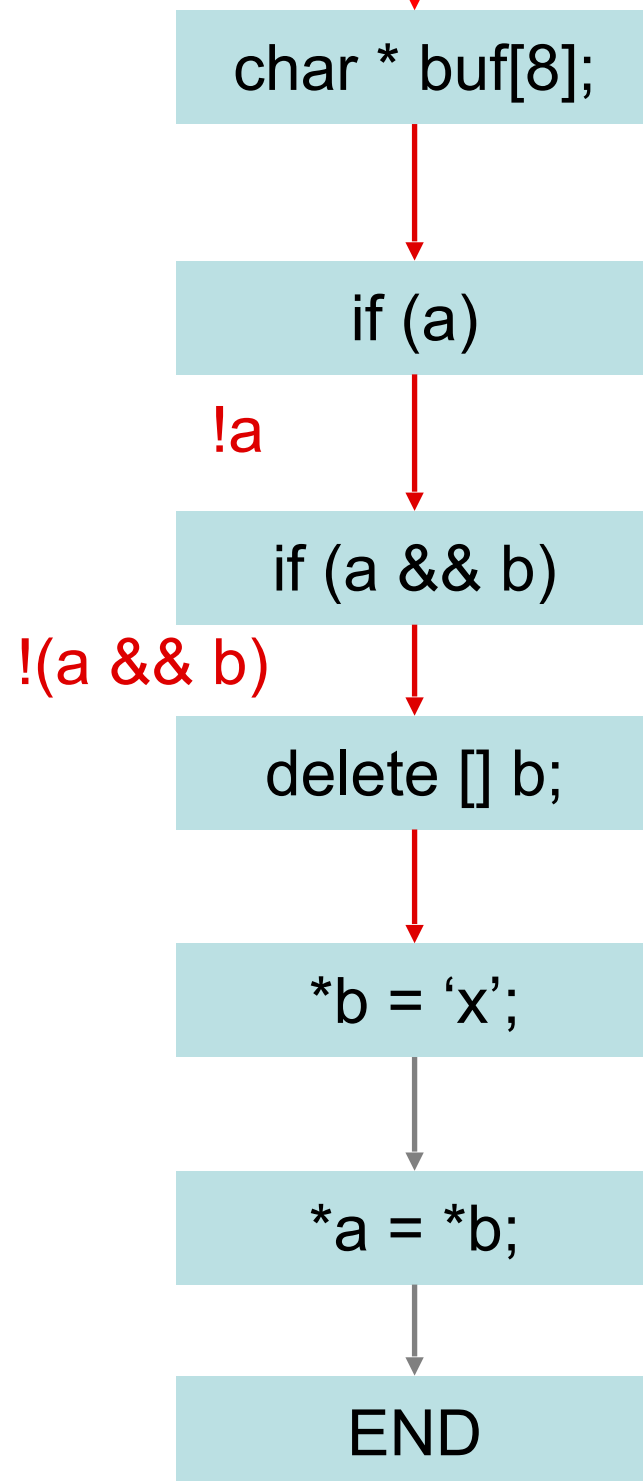 char * buf[8];
if (a)
!a
if (a && b)
!(a && b)
delete [] b;
*b = ‘x’;
*a = *b;
END